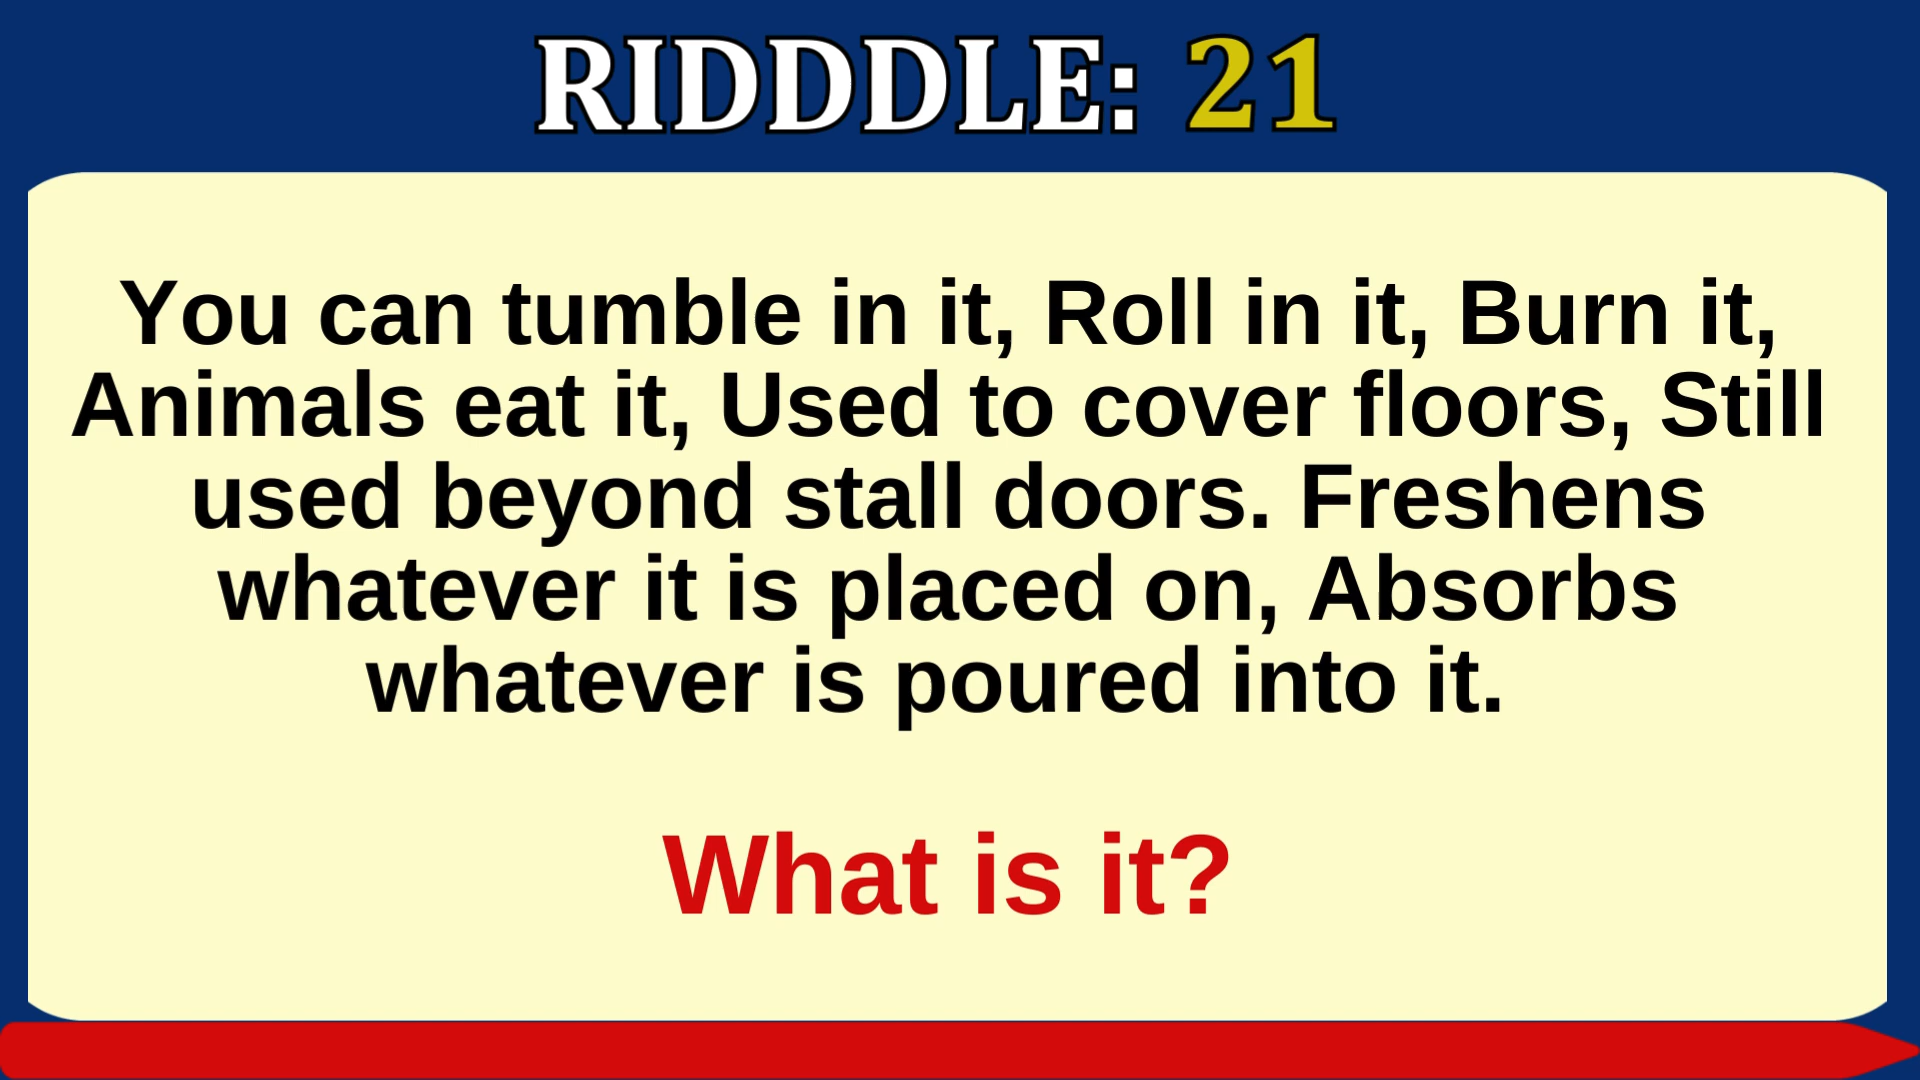 RIDDDLE: 21
You can tumble in it, Roll in it, Burn it,
Animals eat it, Used to cover floors, Still
used beyond stall doors. Freshens
whatever it is placed on, Absorbs
whatever is poured into it.
What is it?